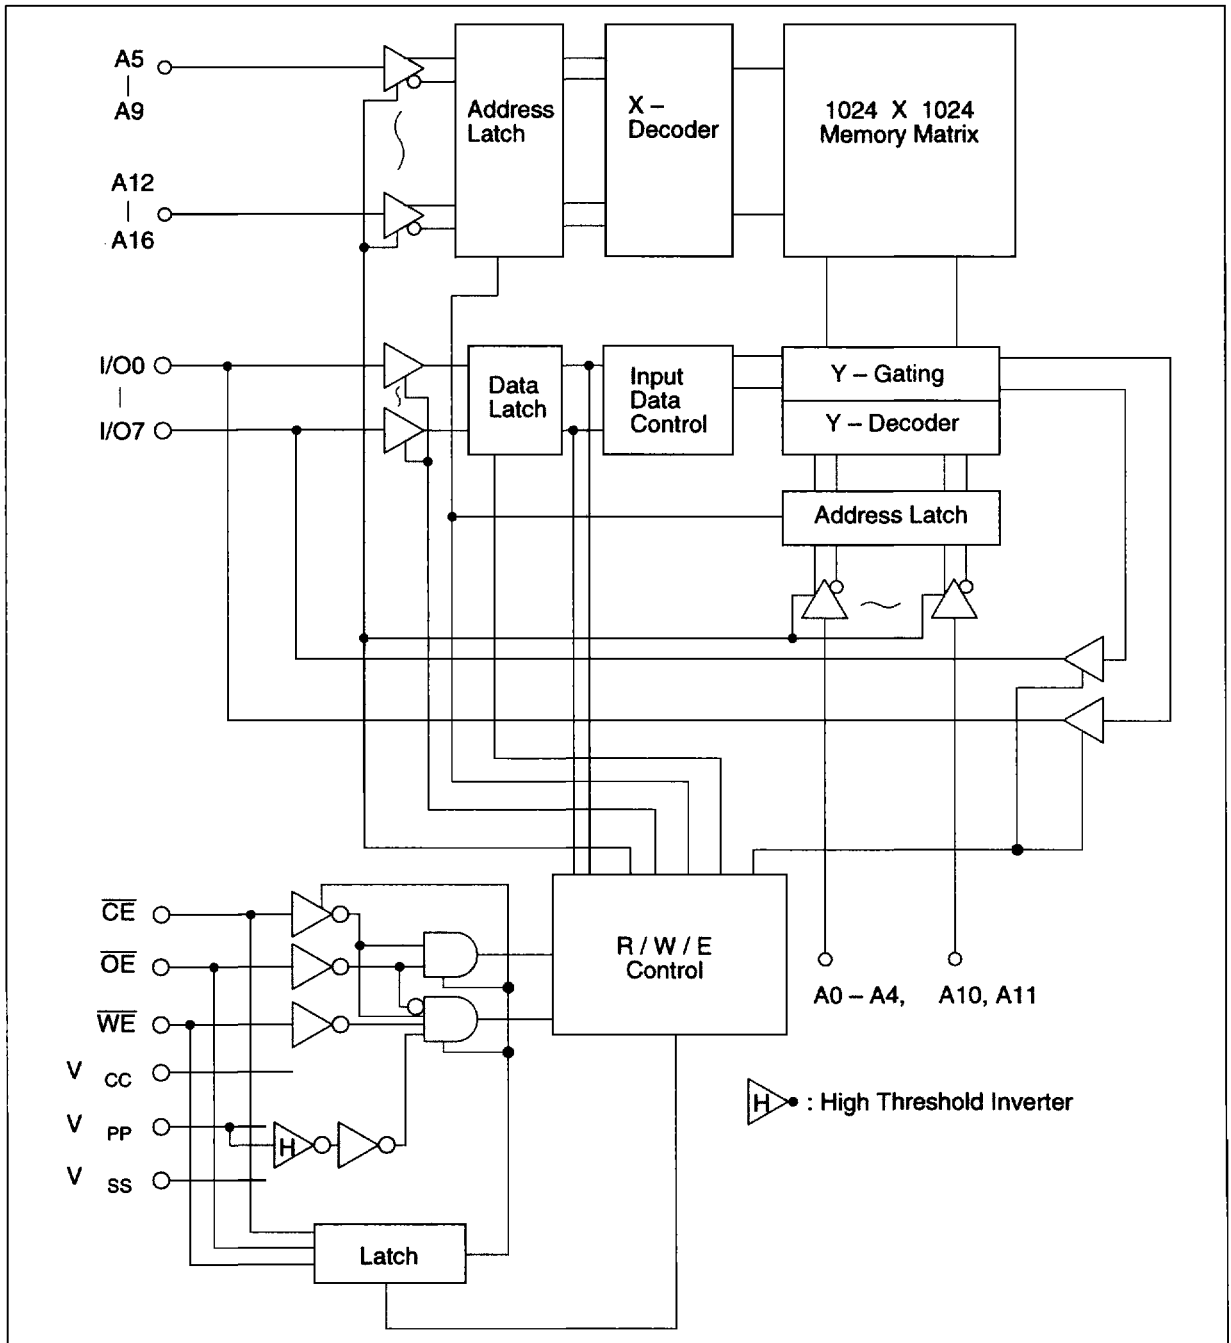 A5
|
A9
Address
Latch
X –
Decoder
1024 X 1024
Memory Matrix
A12
|
A16
I/O0
|
I/O7
Data
Latch
Input
Data
Control
Y – Gating
Y – Decoder
Address Latch
CE
OE
WE
R / W / E
Control
A0 – A4,
A10, A11
V CC
V PP
V SS
H
H : High Threshold Inverter
Latch